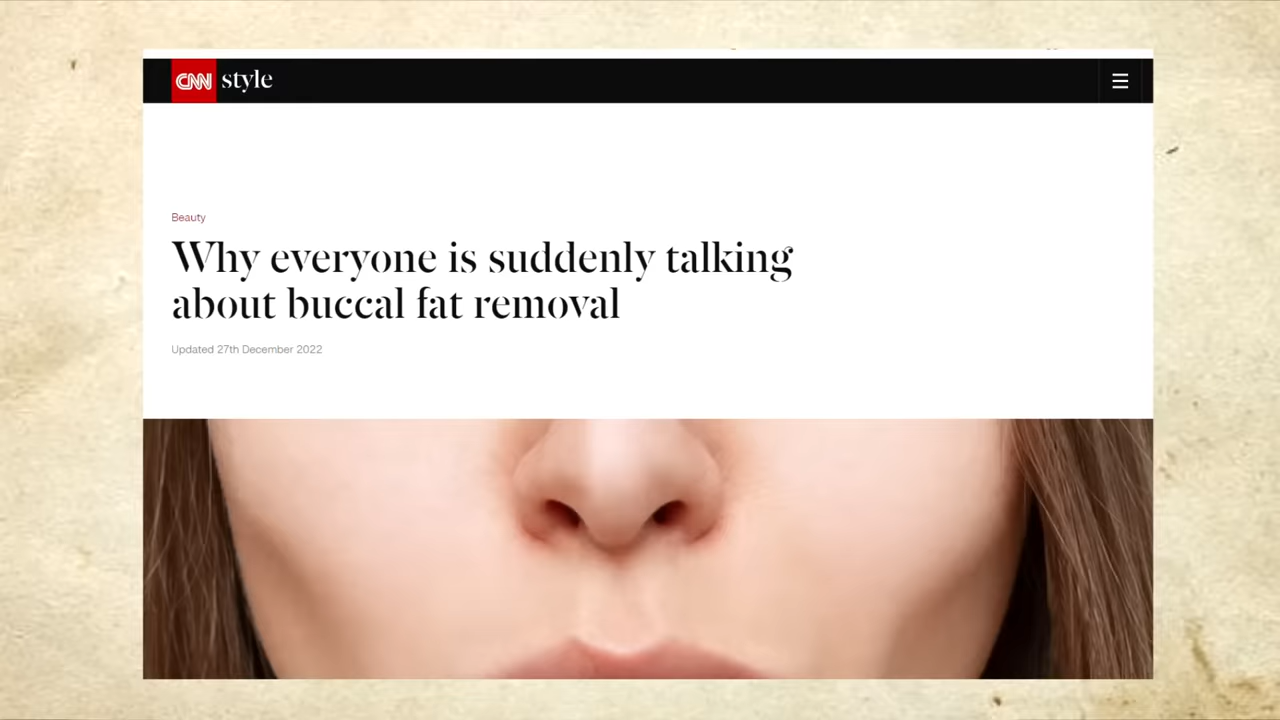 CNN style
Beauty
Why everyone is suddenly talking
about buccal fat removal
Updated 27th December 2022